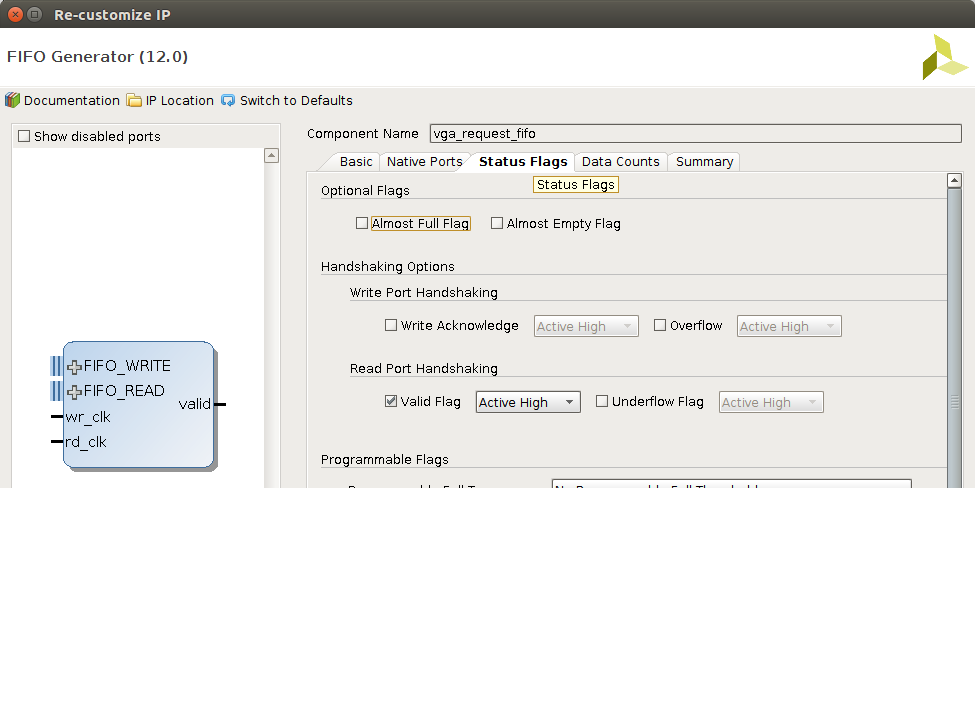 Re-customize IP
FIFO Generator (12.0)
Documentation IP Location Switch to Defaults
Show disabled ports
Component Name vga_request_fifo
Basic Native Ports Status Flags Data Counts Summary
Status Flags
Optional Flags
Almost Full Flag Almost Empty Flag
Handshaking Options
Write Port Handshaking
Write Acknowledge Active High Overflow Active High
Read Port Handshaking
Valid Flag Active High Underflow Flag Active High
Programmable Flags
FIFO_WRITE
FIFO_READ
valid
wr_clk
rd_clk